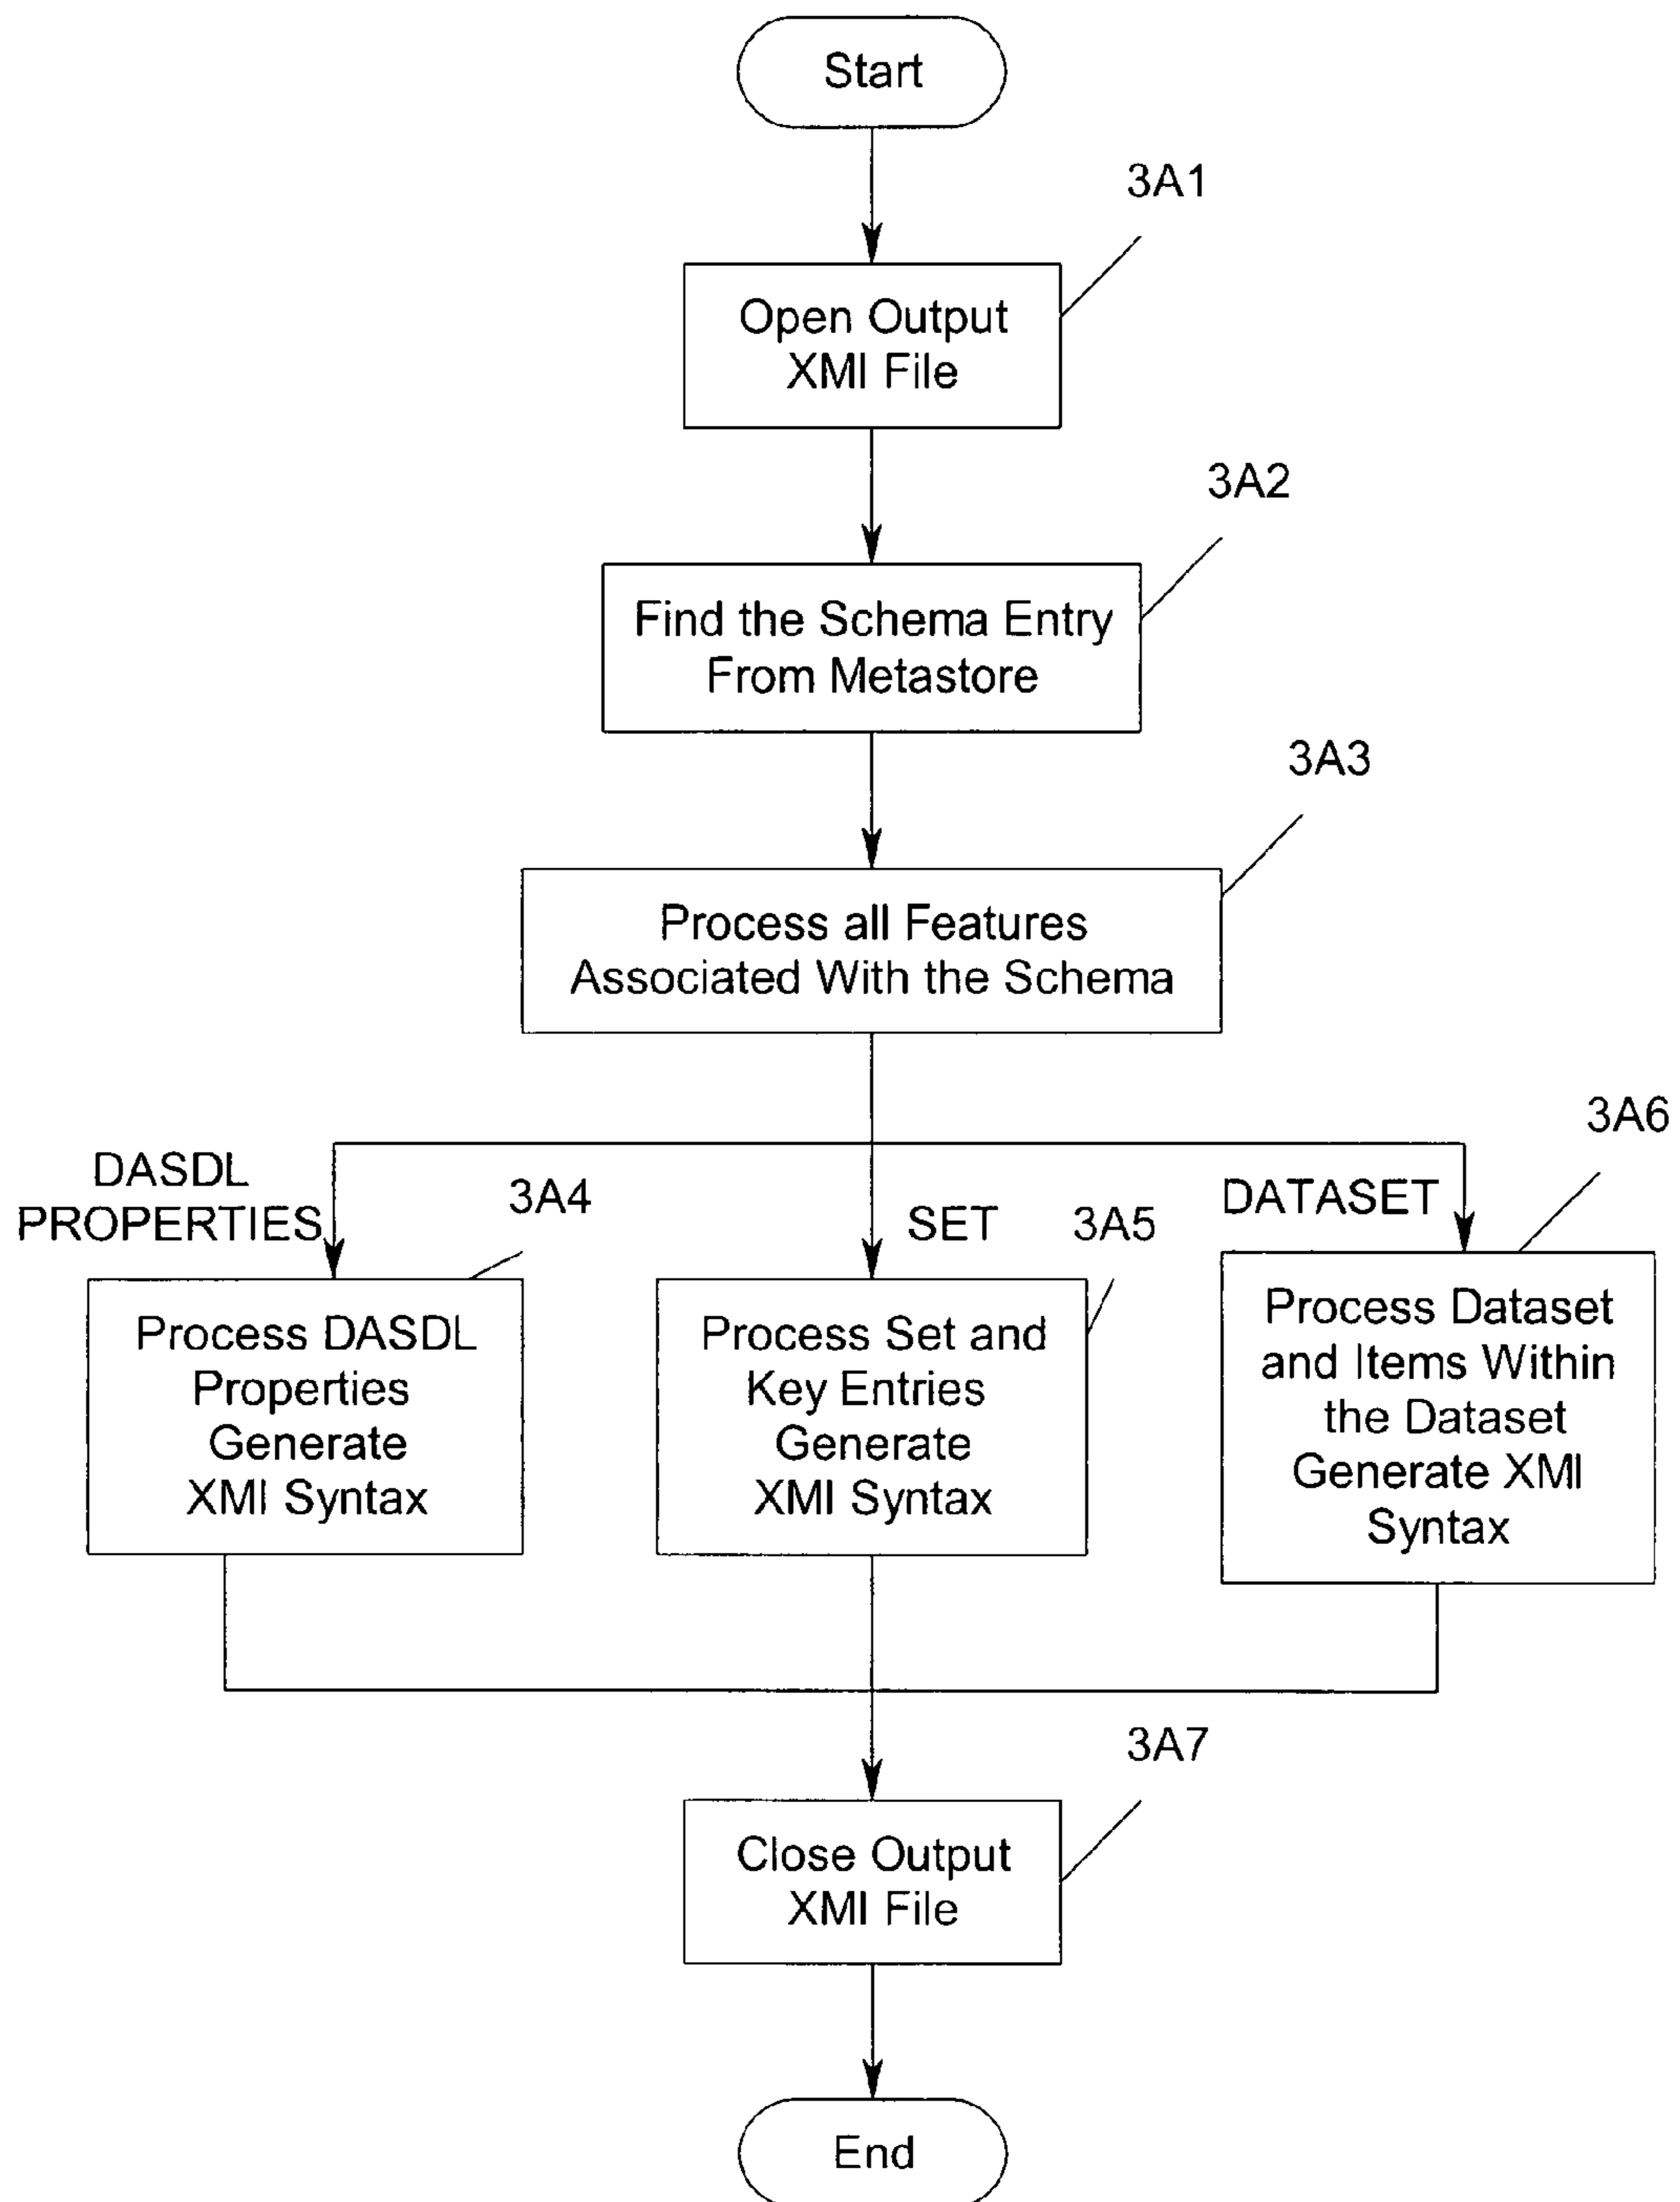 Start
3A1
Open Output
XMI File
3A2
Find the Schema Entry
From Metastore
3A3
Process all Features
Associated With the Schema
DASDL
PROPERTIES
3A4
SET
3A5
DATASET
3A6
Process DASDL
Properties
Generate
XMI Syntax
Process Set and
Key Entries
Generate
XMI Syntax
Process Dataset
and Items Within
the Dataset
Generate XMI
Syntax
3A7
Close Output
XMI File
End